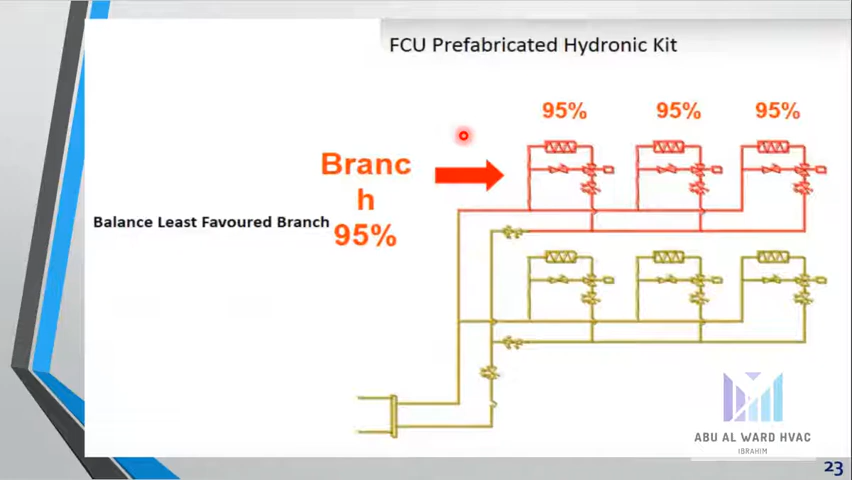 FCU Prefabricated Hydronic Kit
95% 95% 95%
Branc
h
95%
Balance Least Favoured Branch
ABU AL WARD HVAC
IBRAHIM
23